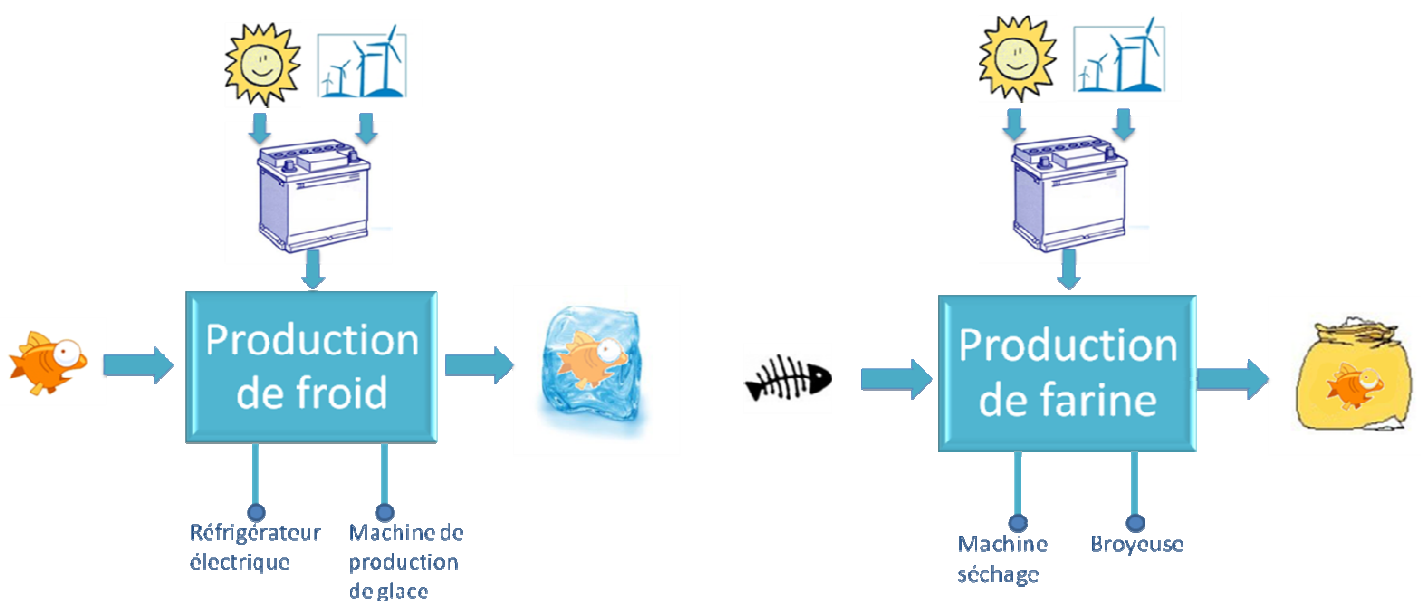 Production
de froid
Réfrigérateur
électrique
Machine de
production
de glace
Production
de farine
Machine
séchage
Broyeuse